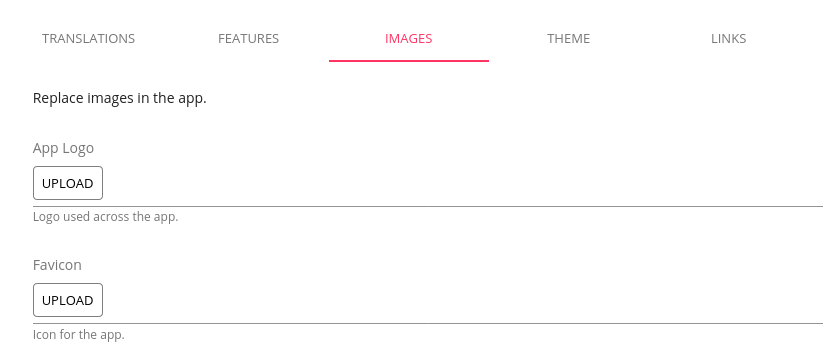 TRANSLATIONS FEATURES IMAGES THEME LINKS
Replace images in the app.
App Logo
UPLOAD
Logo used across the app.
Favicon
UPLOAD
Icon for the app.